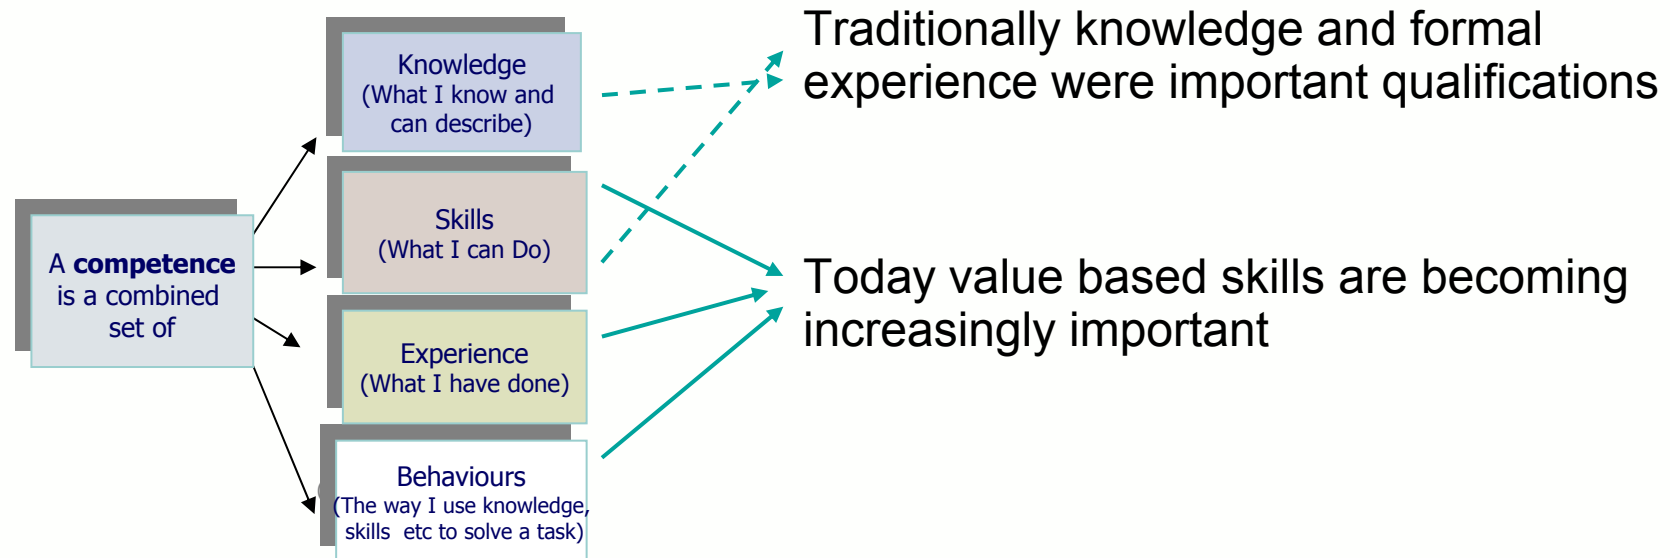 A competence
is a combined
set of
Knowledge
(What I know and
can describe)
Skills
(What I can Do)
Experience
(What I have done)
Behaviours
(The way I use knowledge,
skills etc to solve a task)
Traditionally knowledge and formal
experience were important qualifications
Today value based skills are becoming
increasingly important